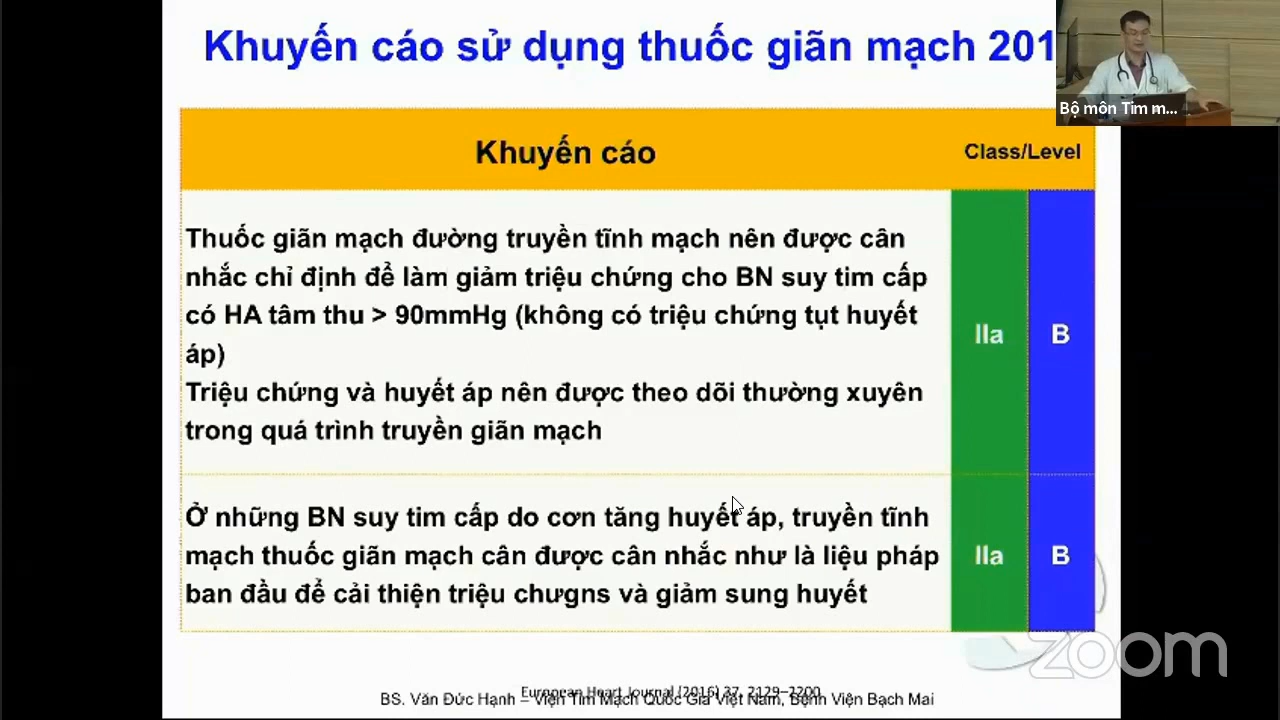 Khuyến cáo sử dụng thuốc giãn mạch 201
Bộ môn Tim m...
Khuyến cáo
Class/Level
Thuốc giãn mạch đường truyền tĩnh mạch nên được cân
nhắc chỉ định để làm giảm triệu chứng cho BN suy tim cấp
có HA tâm thu > 90mmHg (không có triệu chứng tụt huyết
áp)
Triệu chứng và huyết áp nên được theo dõi thường xuyên
trong quá trình truyền giãn mạch
IIa
B
Ở những BN suy tim cấp do cơn tăng huyết áp, truyền tĩnh
mạch thuốc giãn mạch cân được cân nhắc như là liệu pháp
ban đầu để cải thiện triệu chưgns và giảm sung huyết
IIa
B
zoom
European Heart Journal (2016) 37, 2129–2200
BS. Văn Đức Hạnh – Viện Tim Mạch Quốc Gia Việt Nam, Bệnh Viện Bạch Mai